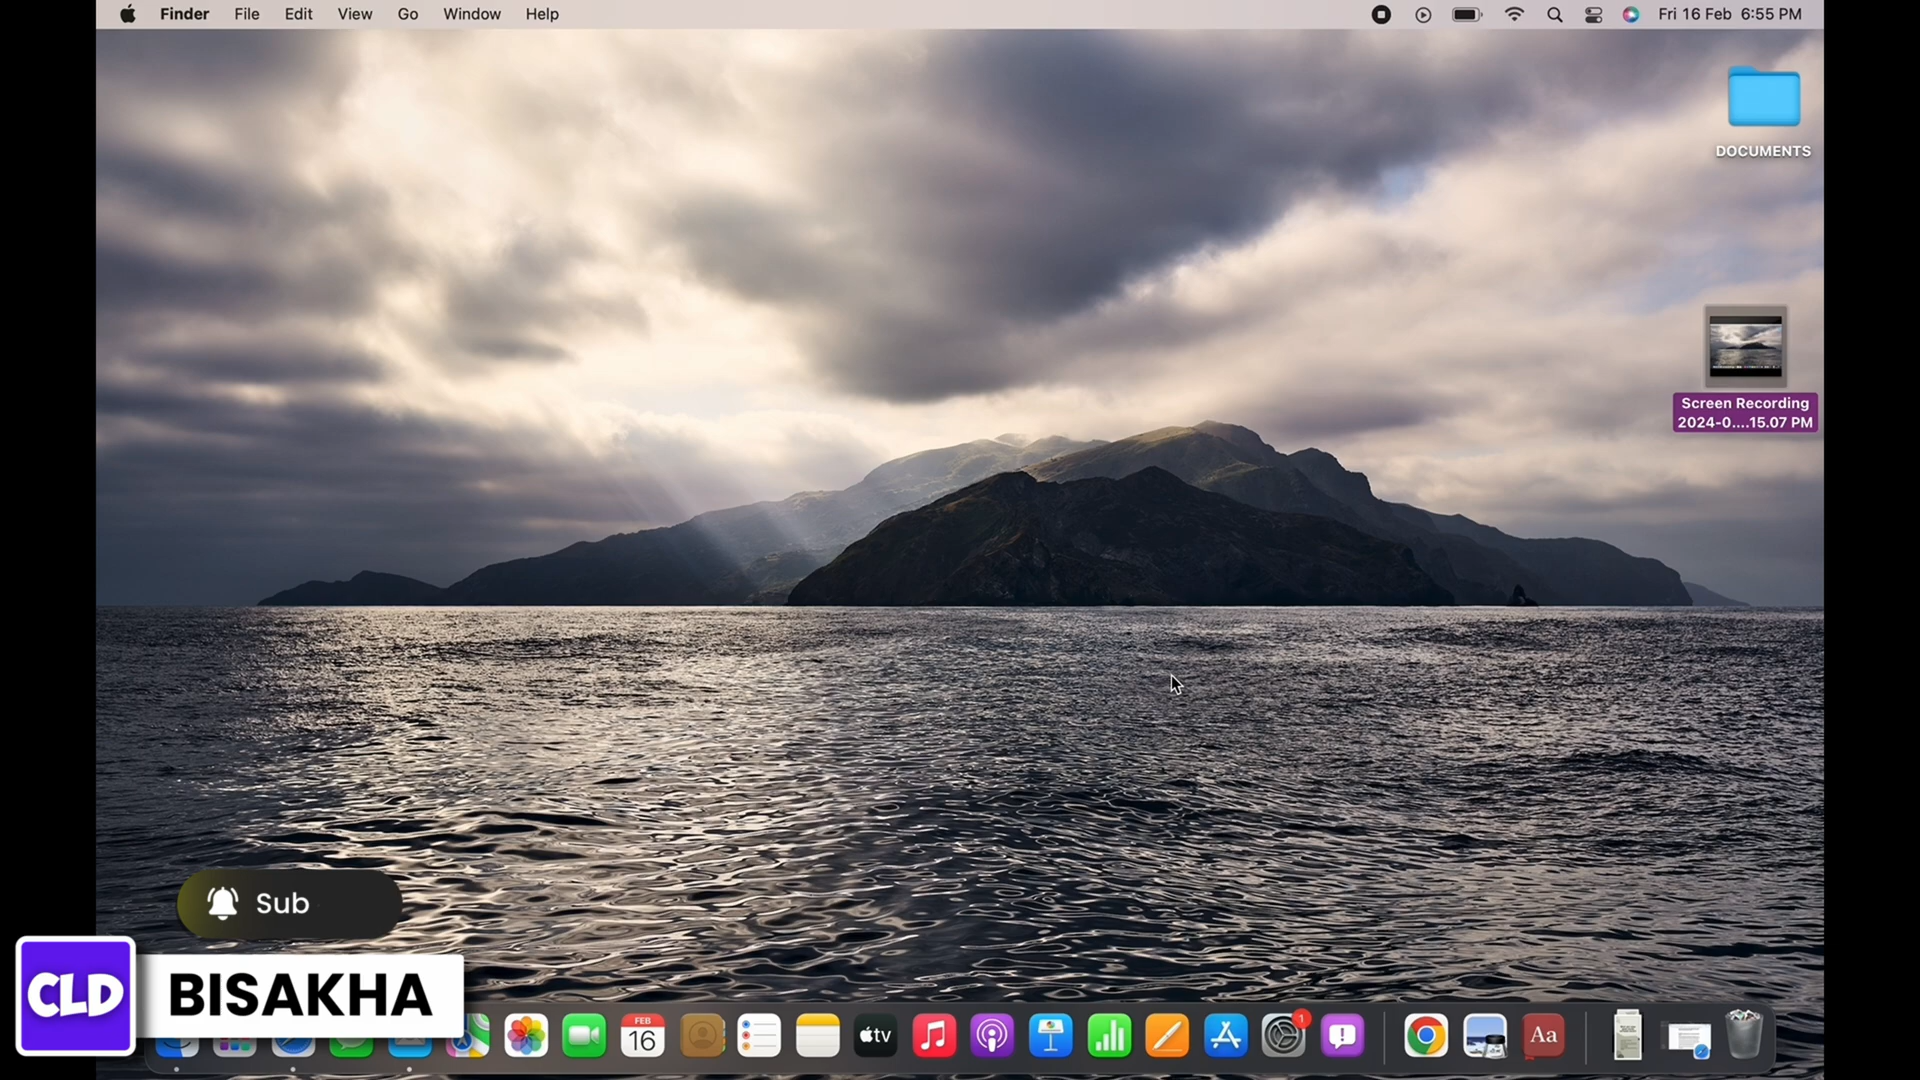 Finder File Edit View Go Window Help Fri 16 Feb 6:55 PM
DOCUMENTS
Screen Recording
2024-0....15.07 PM
Sub
CLD BISAKHA
FEB
16
tv
1
Aa